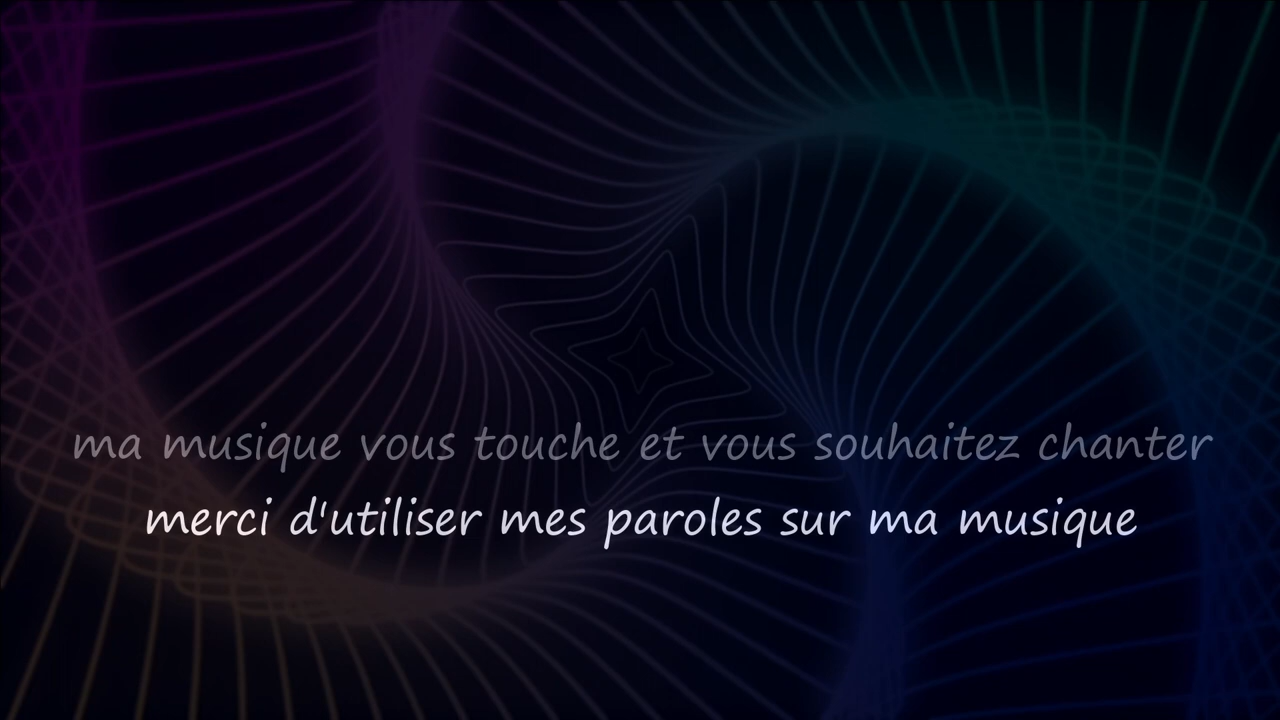 ma musique vous touche et vous souhaitez chanter
merci d'utiliser mes paroles sur ma musique